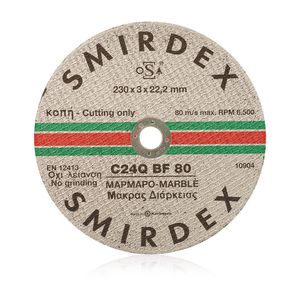 SMIRDEX
oSa
230 x 3 x 22,2 mm
κοπή - Cutting only
80 m/s max. RPM 6.500
EN 12413
Όχι λείανση
No grinding
C24Q BF 80
10904
ΜΑΡΜΑΡΟ-MARBLE
Μακράς Διάρκειας
SMIRDEX